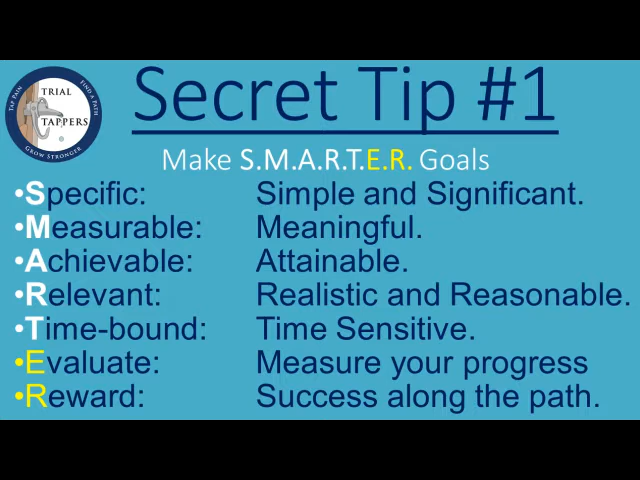 TAP PAIN
FIND A PATH
TRIAL
TAPPERS
GROW STRONGER
Secret Tip #1
Make S.M.A.R.T.E.R. Goals
•Specific: Simple and Significant.
•Measurable: Meaningful.
•Achievable: Attainable.
•Relevant: Realistic and Reasonable.
•Time-bound: Time Sensitive.
•Evaluate: Measure your progress
•Reward: Success along the path.